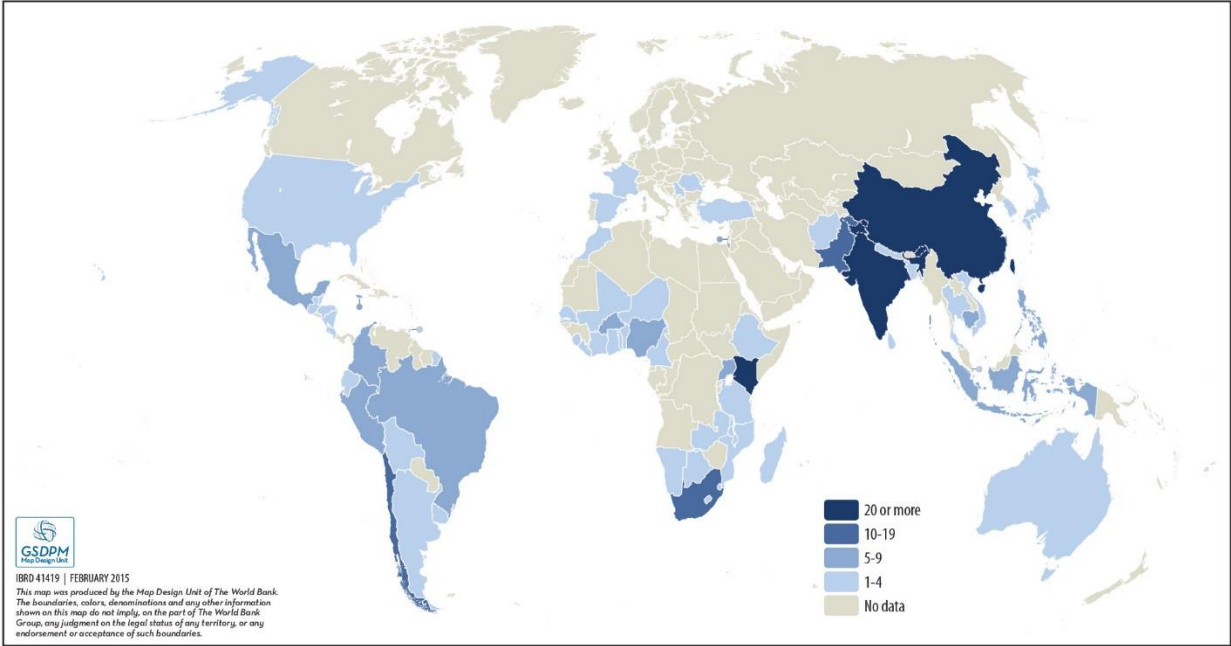 20 or more
10-19
5-9
1-4
No data
GSDPM
Map Design Unit
IBRD 41419 | FEBRUARY 2015
This map was produced by the Map Design Unit of The World Bank.
The boundaries, colors, denominations and any other information
shown on this map do not imply, on the part of The World Bank
Group, any judgment on the legal status of any territory, or any
endorsement or acceptance of such boundaries.